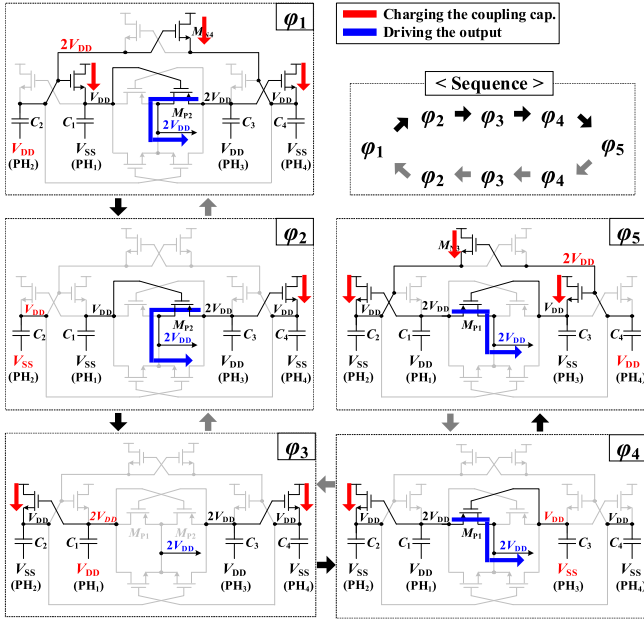 φ1
Charging the coupling cap.
Driving the output
2VDD
MN4
VDD
MP2
2VDD
2VDD
C2
C1
C3
C4
VDD
VSS
VDD
VSS
(PH2)
(PH1)
(PH3)
(PH4)
< Sequence >
φ1
φ2
φ3
φ4
φ5
φ2
φ3
φ4
φ2
VDD
VDD
MP2
2VDD
2VDD
C2
C1
C3
C4
VSS
VSS
VDD
VSS
(PH2)
(PH1)
(PH3)
(PH4)
φ5
MN3
2VDD
VDD
2VDD
MP1
VDD
2VDD
C2
C1
C3
C4
VSS
VDD
VSS
VDD
(PH2)
(PH1)
(PH3)
(PH4)
φ3
VDD
2VDD
MP1
MP2
2VDD
VDD
2VDD
C2
C1
C3
C4
VSS
VDD
VDD
VSS
(PH2)
(PH1)
(PH3)
(PH4)
φ4
VDD
2VDD
MP1
VDD
VDD
2VDD
C2
C1
C3
C4
VSS
VDD
VSS
VDD
(PH2)
(PH1)
(PH3)
(PH4)